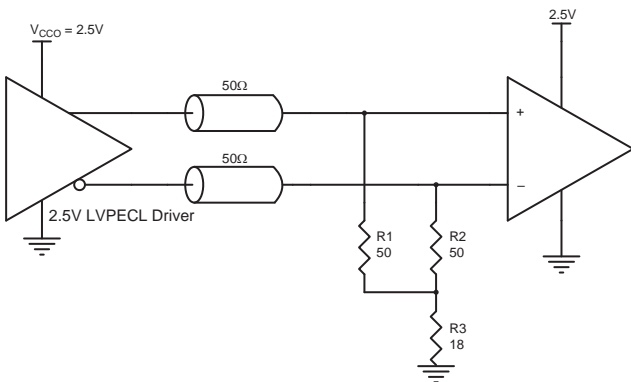 V_CCO = 2.5V
2.5V
50Ω
+
50Ω
−
2.5V LVPECL Driver
R1
50
R2
50
R3
18